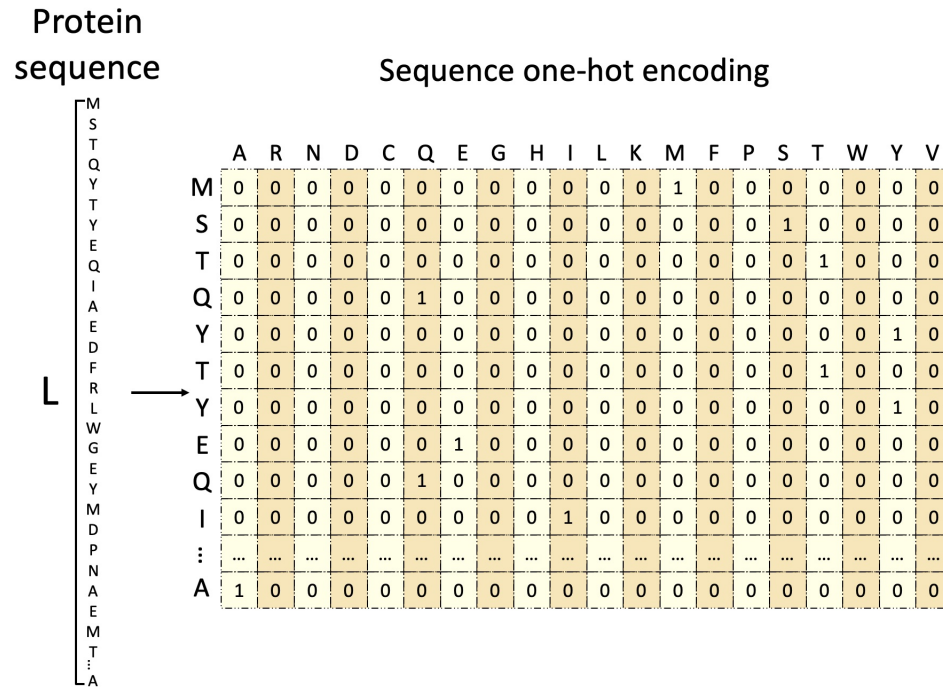 Protein
sequence
Sequence one-hot encoding
M
S
T
Q
Y
T
Y
E
Q
I
A
E
D
F
R
L
W
G
E
Y
M
D
P
N
A
E
M
T
⋮
A
L
A R N D C Q E G H I L K M F P S T W Y V
M 0 0 0 0 0 0 0 0 0 0 0 0 1 0 0 0 0 0 0 0
S 0 0 0 0 0 0 0 0 0 0 0 0 0 0 0 1 0 0 0 0
T 0 0 0 0 0 0 0 0 0 0 0 0 0 0 0 0 1 0 0 0
Q 0 0 0 0 0 1 0 0 0 0 0 0 0 0 0 0 0 0 0 0
Y 0 0 0 0 0 0 0 0 0 0 0 0 0 0 0 0 0 0 1 0
T 0 0 0 0 0 0 0 0 0 0 0 0 0 0 0 0 1 0 0 0
Y 0 0 0 0 0 0 0 0 0 0 0 0 0 0 0 0 0 0 1 0
E 0 0 0 0 0 0 1 0 0 0 0 0 0 0 0 0 0 0 0 0
Q 0 0 0 0 0 1 0 0 0 0 0 0 0 0 0 0 0 0 0 0
I 0 0 0 0 0 0 0 0 0 1 0 0 0 0 0 0 0 0 0 0
⋮ ... ... ... ... ... ... ... ... ... ... ... ... ... ... ... ... ... ... ... ...
A 1 0 0 0 0 0 0 0 0 0 0 0 0 0 0 0 0 0 0 0